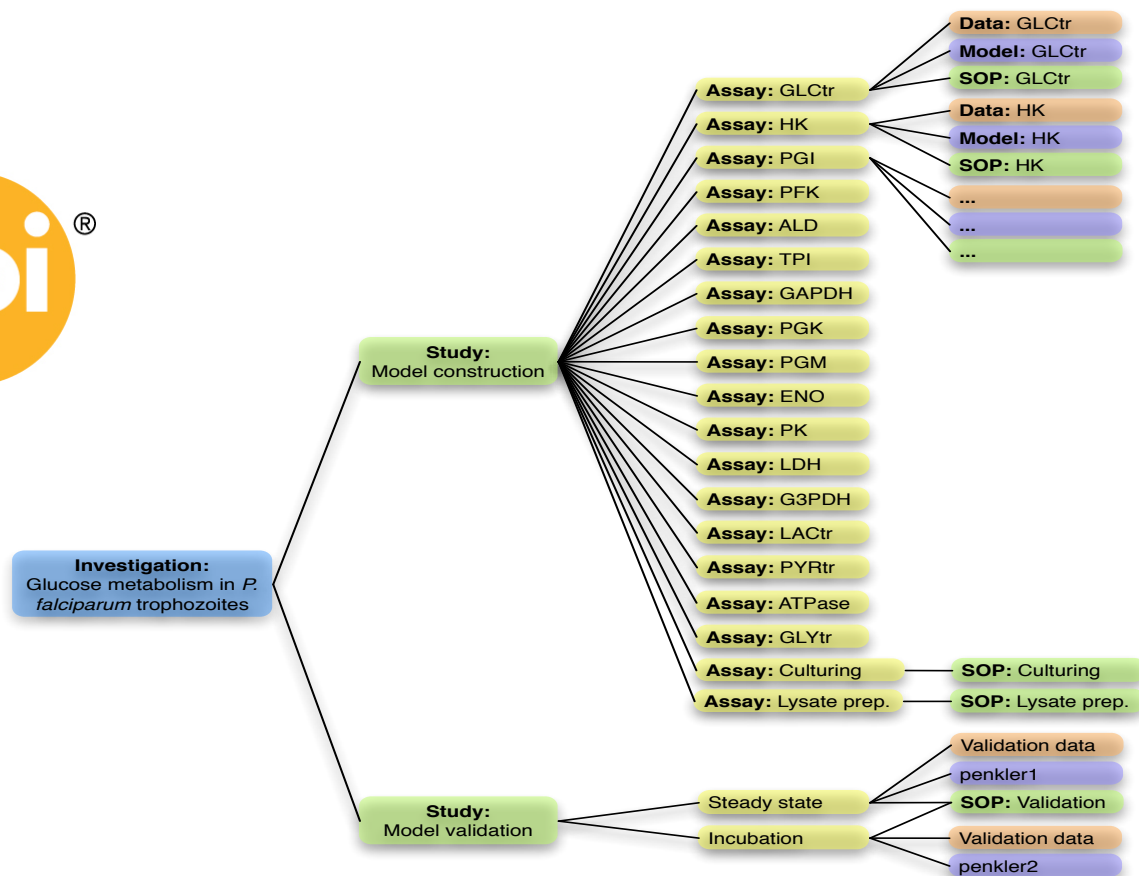 Data: GLCtr
Model: GLCtr
SOP: GLCtr
Assay: GLCtr
Data: HK
Assay: HK
Model: HK
SOP: HK
Assay: PGI
...
...
...
Assay: PFK
Assay: ALD
Assay: TPI
Assay: GAPDH
Assay: PGK
Assay: PGM
Assay: ENO
Assay: PK
Assay: LDH
Assay: G3PDH
Assay: LACtr
Assay: PYRtr
Assay: ATPase
Assay: GLYtr
Assay: Culturing
SOP: Culturing
Assay: Lysate prep.
SOP: Lysate prep.
®
Study:
Model construction
Investigation:
Glucose metabolism in P.
falciparum trophozoites
Study:
Model validation
Steady state
Incubation
Validation data
penkler1
SOP: Validation
Validation data
penkler2